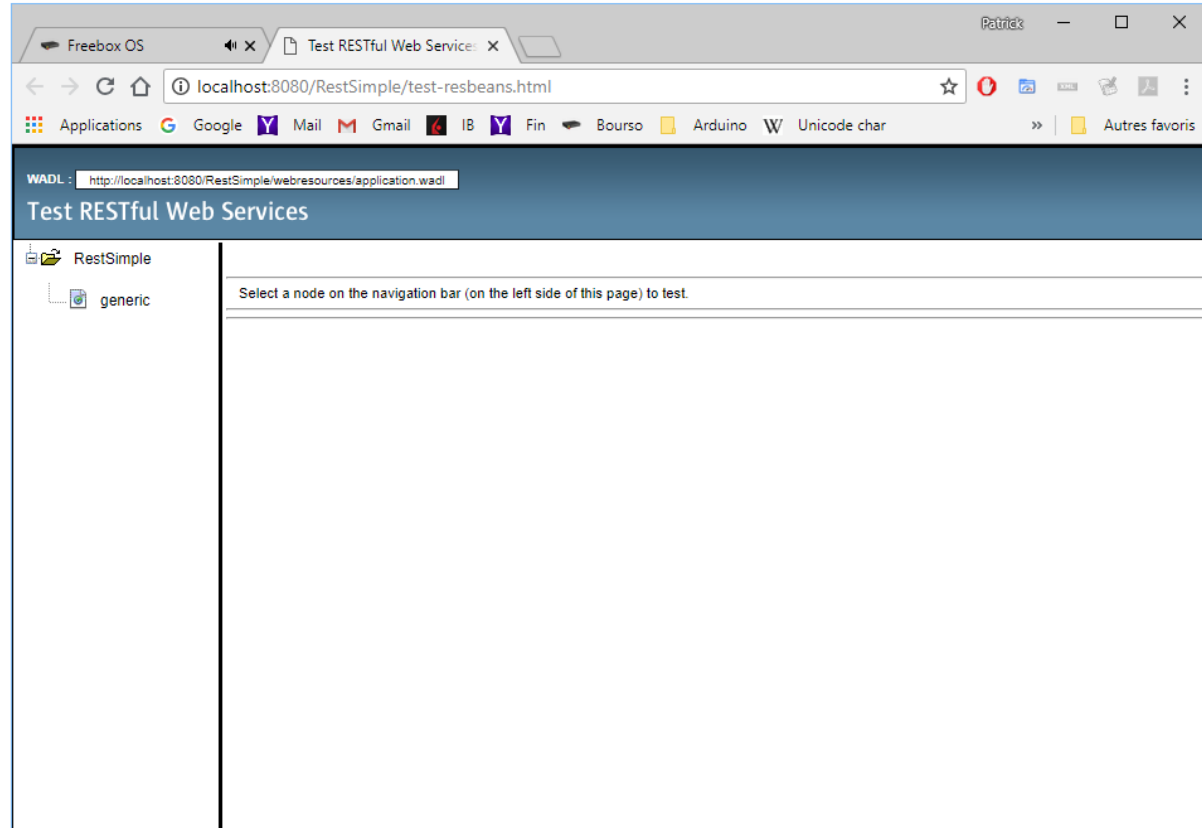 Patrick
Freebox OS
Test RESTful Web Services
localhost:8080/RestSimple/test-resbeans.html
Applications Google Mail Gmail IB Fin Bourso Arduino Unicode char » Autres favoris
WADL : http://localhost:8080/RestSimple/webresources/application.wadl
Test RESTful Web Services
RestSimple
generic
Select a node on the navigation bar (on the left side of this page) to test.